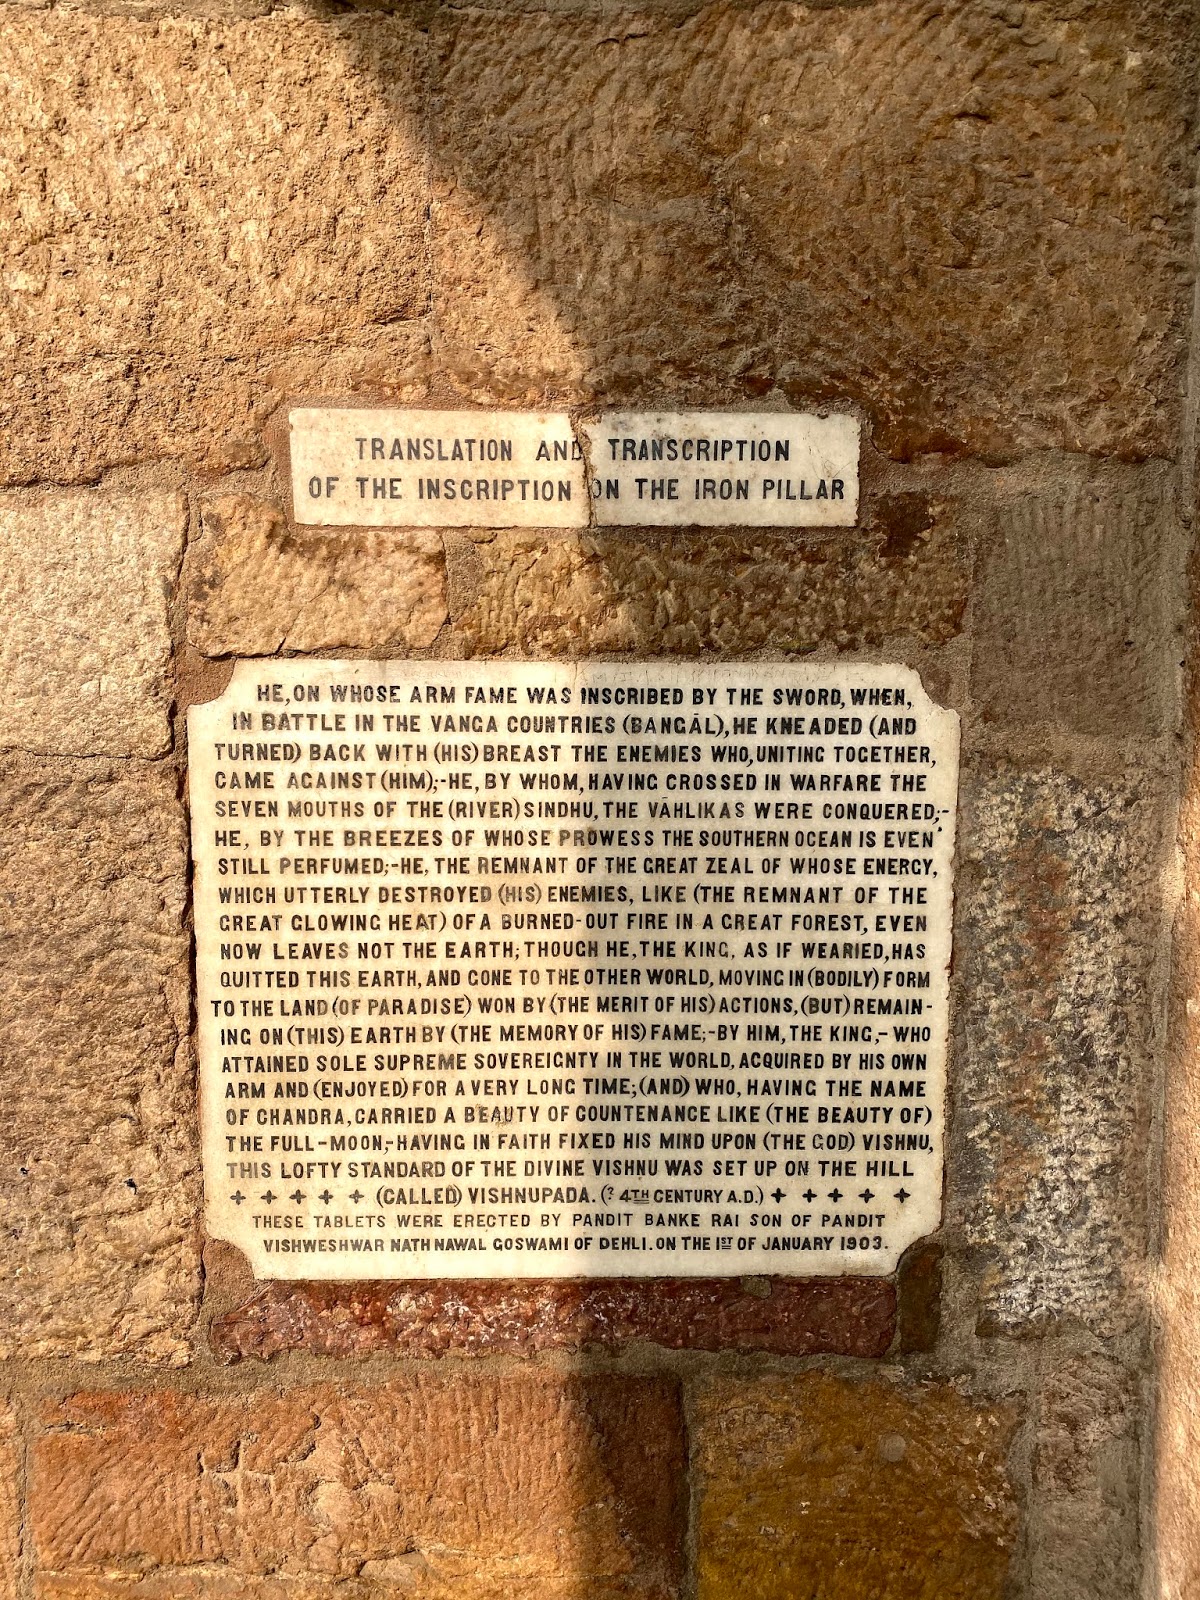 TRANSLATION AND TRANSCRIPTION
OF THE INSCRIPTION ON THE IRON PILLAR
HE, ON WHOSE ARM FAME WAS INSCRIBED BY THE SWORD, WHEN,
IN BATTLE IN THE VANGA COUNTRIES (BANGĀL), HE KNEADED (AND
TURNED) BACK WITH (HIS) BREAST THE ENEMIES WHO, UNITING TOGETHER,
CAME AGAINST (HIM);-HE, BY WHOM, HAVING CROSSED IN WARFARE THE
SEVEN MOUTHS OF THE (RIVER) SINDHU, THE VĀHLIKAS WERE CONQUERED;-
HE, BY THE BREEZES OF WHOSE PROWESS THE SOUTHERN OCEAN IS EVEN
STILL PERFUMED;-HE, THE REMNANT OF THE GREAT ZEAL OF WHOSE ENERGY,
WHICH UTTERLY DESTROYED (HIS) ENEMIES, LIKE (THE REMNANT OF THE
GREAT GLOWING HEAT) OF A BURNED-OUT FIRE IN A GREAT FOREST, EVEN
NOW LEAVES NOT THE EARTH; THOUGH HE, THE KING, AS IF WEARIED, HAS
QUITTED THIS EARTH, AND GONE TO THE OTHER WORLD, MOVING IN (BODILY) FORM
TO THE LAND (OF PARADISE) WON BY (THE MERIT OF HIS) ACTIONS, (BUT) REMAIN-
ING ON (THIS) EARTH BY (THE MEMORY OF HIS) FAME;-BY HIM, THE KING,- WHO
ATTAINED SOLE SUPREME SOVEREIGNTY IN THE WORLD, ACQUIRED BY HIS OWN
ARM AND (ENJOYED) FOR A VERY LONG TIME; (AND) WHO, HAVING THE NAME
OF CHANDRA, CARRIED A BEAUTY OF COUNTENANCE LIKE (THE BEAUTY OF)
THE FULL-MOON,-HAVING IN FAITH FIXED HIS MIND UPON (THE GOD) VISHNU,
THIS LOFTY STANDARD OF THE DIVINE VISHNU WAS SET UP ON THE HILL
+ + + + + (CALLED) VISHNUPADA. (? 4TH CENTURY A.D.) + + + + +
THESE TABLETS WERE ERECTED BY PANDIT BANKE RAI SON OF PANDIT
VISHWESHWAR NATH NAWAL GOSWAMI OF DEHLI. ON THE 1ST OF JANUARY 1903.